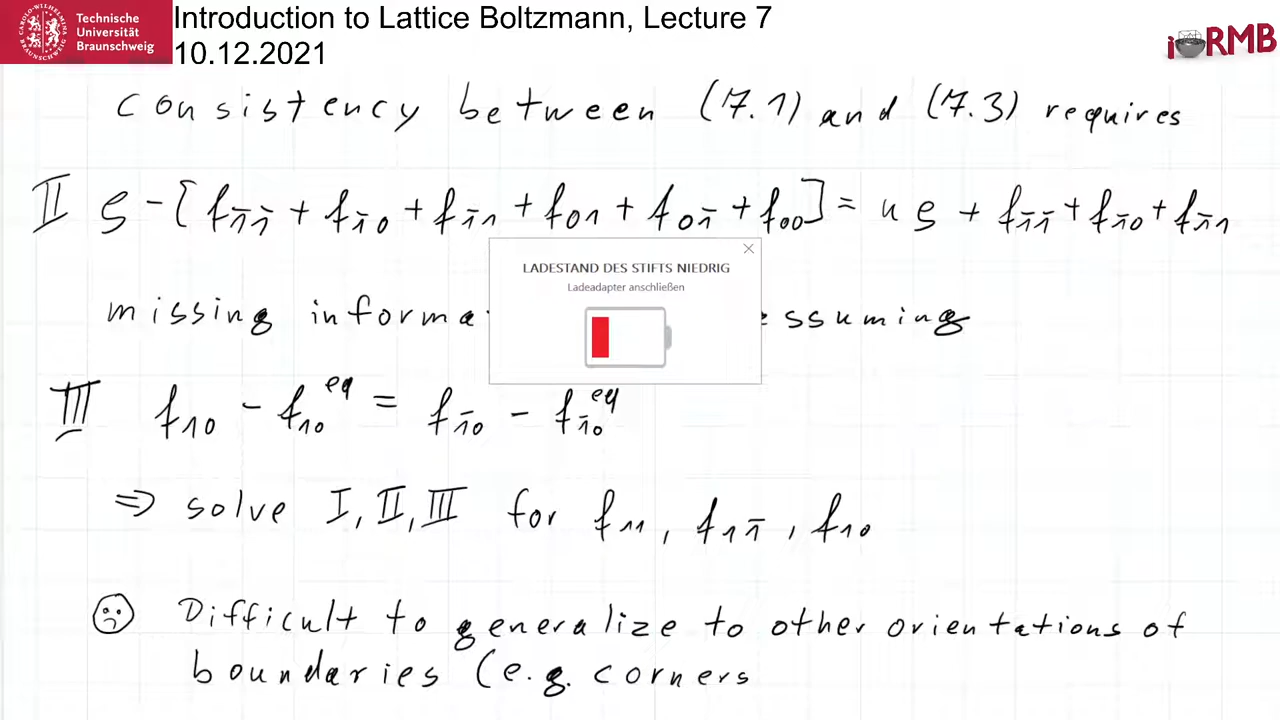 Technische
Universität
Braunschweig
Introduction to Lattice Boltzmann, Lecture 7
10.12.2021
iRMB
consistency between (7.1) and (7.3) requires
II ρ - [f_{1̄1̄} + f_{1̄0} + f_{1̄1} + f_{01} + f_{01̄} + f_{00}] = uρ + f_{1̄1̄} + f_{1̄0} + f_{1̄1}
LADESTAND DES STIFTS NIEDRIG
Ladeadapter anschließen
missing informa essuming
III f_{10} - f_{10}^{eq} = f_{1̄0} - f_{1̄0}^{eq}
⇒ solve I, II, III for f_{11}, f_{11̄}, f_{10}
☹ Difficult to generalize to other orientations of
boundaries (e.g. corners